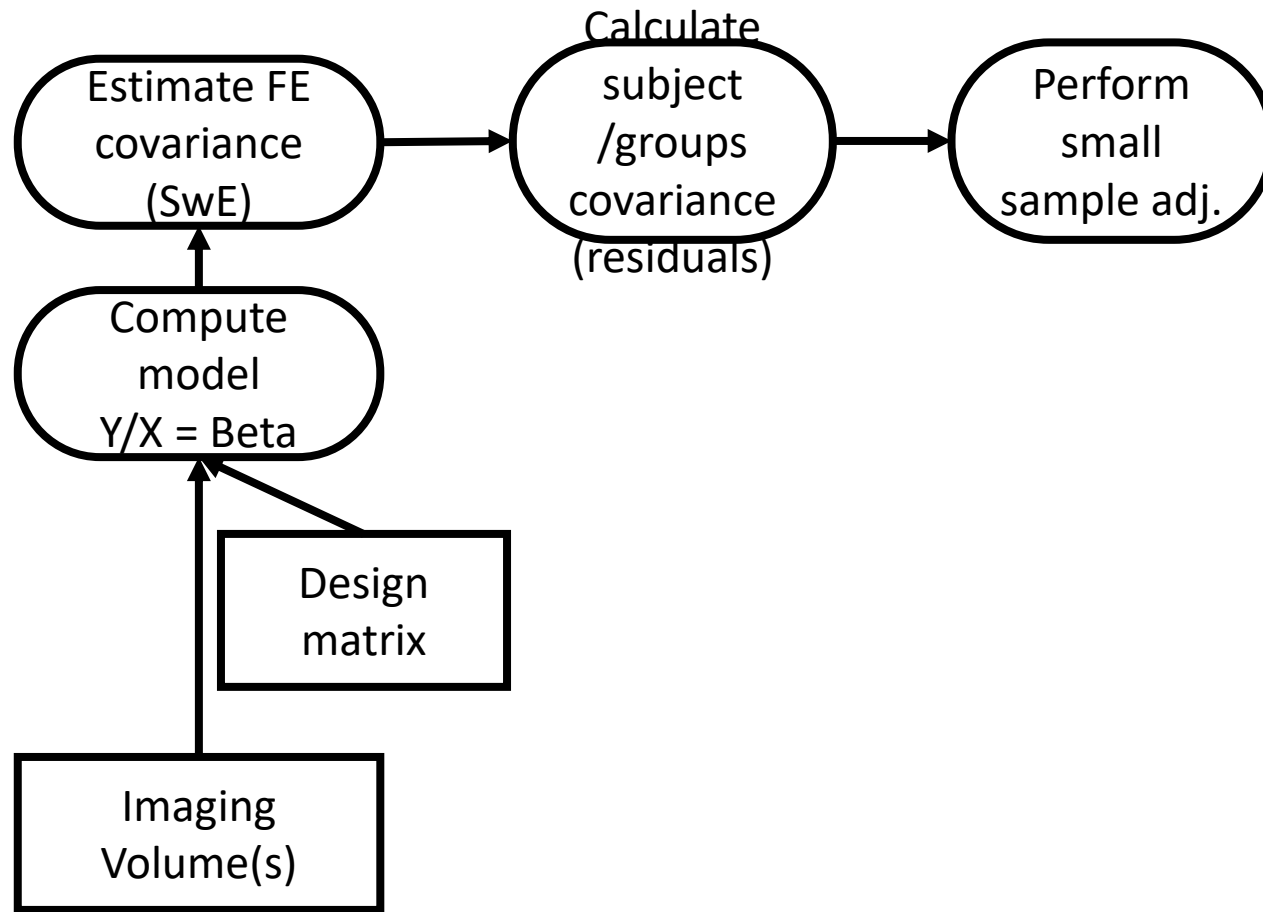 Estimate FE
covariance
(SwE)
Calculate
subject
/groups
covariance
(residuals)
Perform
small
sample adj.
Compute
model
Y/X = Beta
Design
matrix
Imaging
Volume(s)